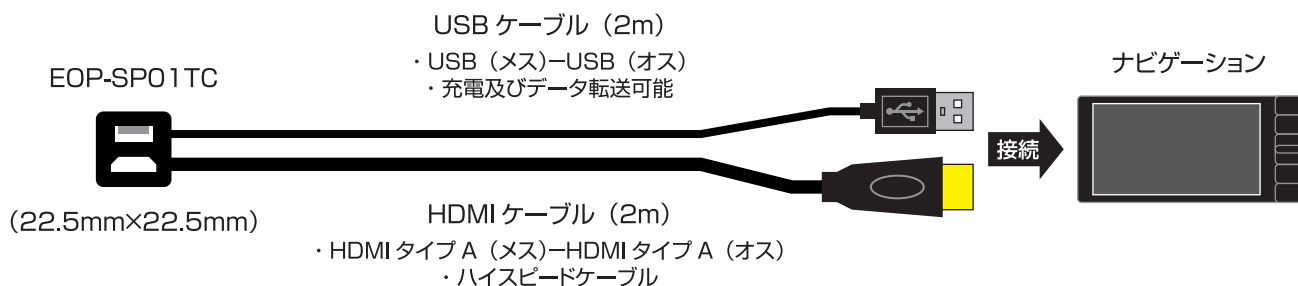 USB ケーブル（2m）
・USB（メス）ーUSB（オス）
・充電及びデータ転送可能
EOP-SP01TC
ナビゲーション
接続
（22.5mm×22.5mm）
HDMI ケーブル（2m）
・HDMI タイプ A（メス）ーHDMI タイプ A（オス）
・ハイスピードケーブル